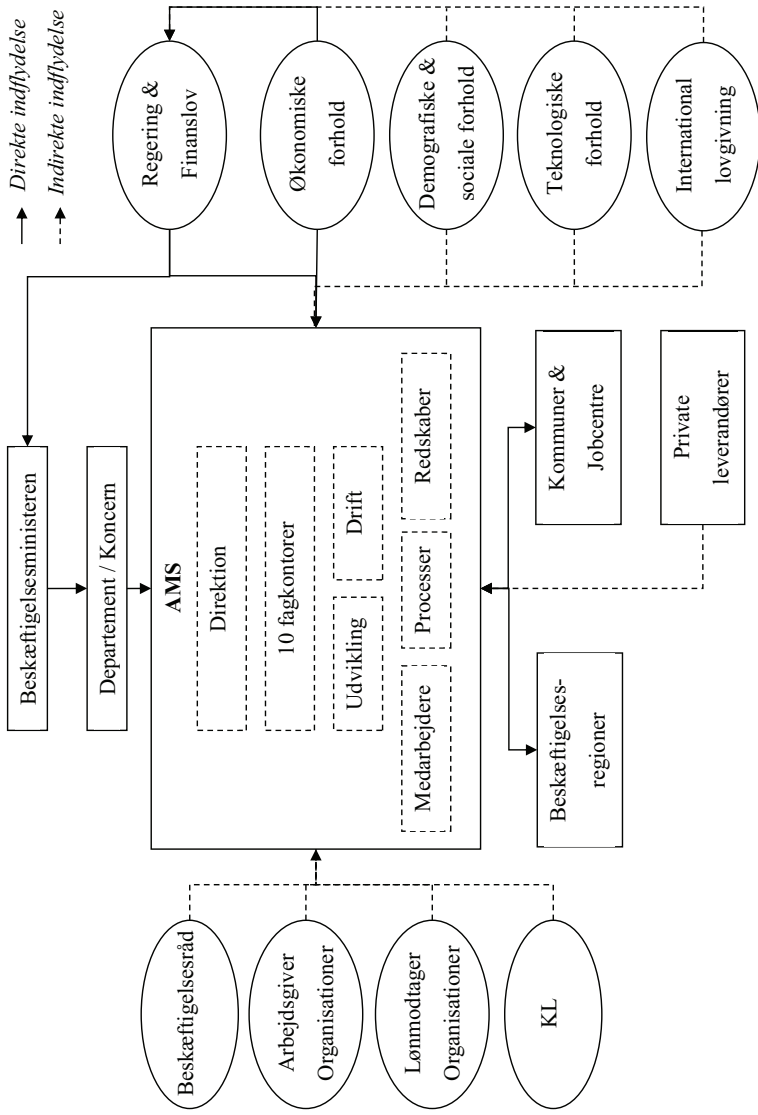 Direkte indflydelse
Indirekte indflydelse
Beskæftigelsesministeren
Departement / Koncern
AMS
Direktion
10 fagkontorer
Udvikling
Drift
Medarbejdere
Processer
Redskaber
Beskæftigelsesråd
Arbejdsgiver
Organisationer
Lønmodtager
Organisationer
KL
Regering &
Finanslov
Økonomiske
forhold
Demografiske &
sociale forhold
Teknologiske
forhold
International
lovgivning
Beskæftigelses-
regioner
Kommuner &
Jobcentre
Private
leverandører